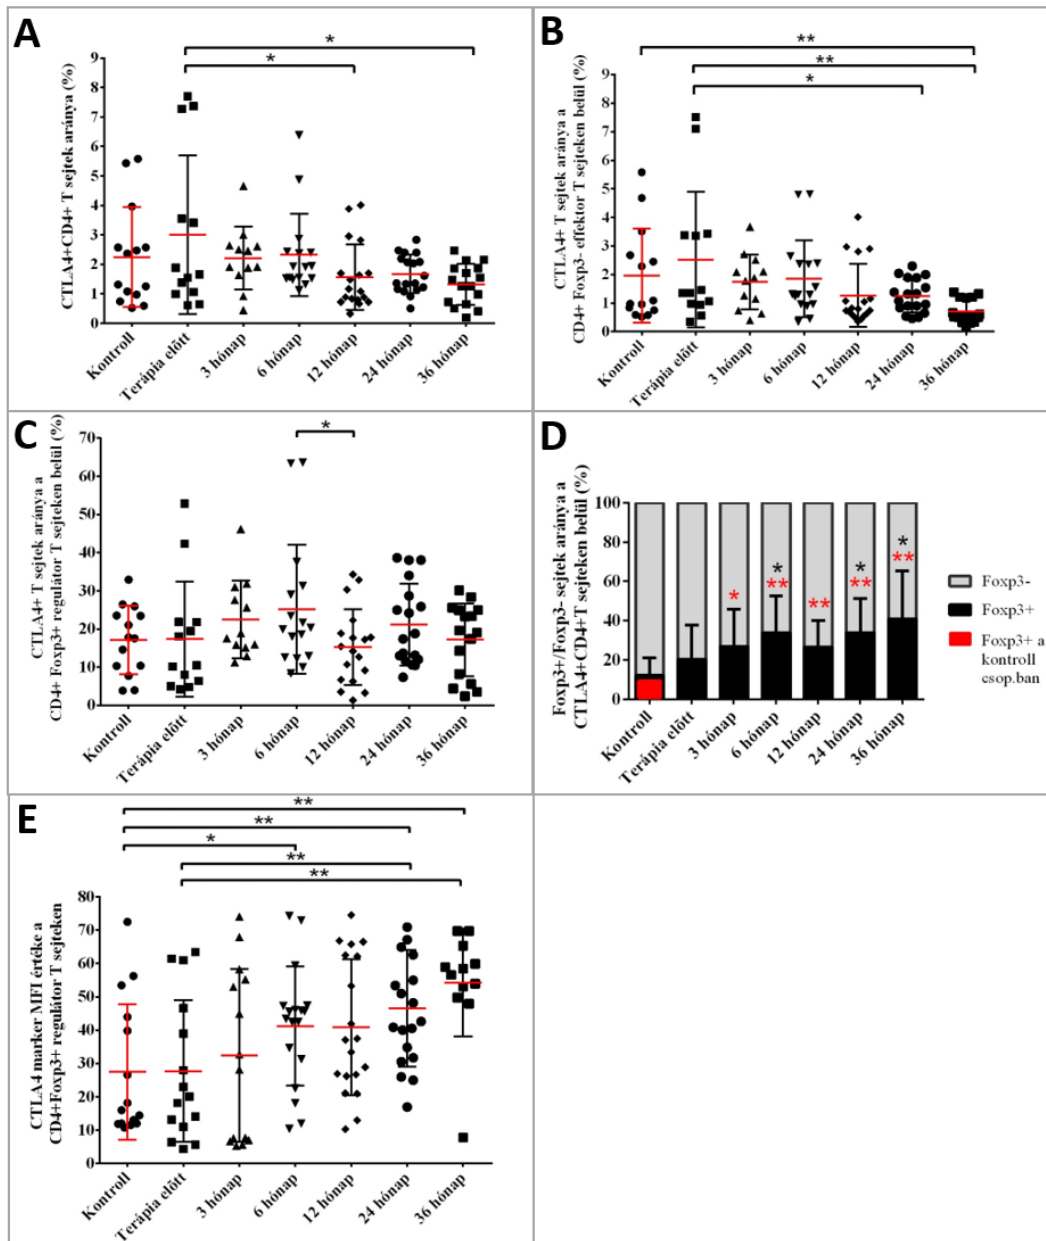 A
*
*
CTLA4+CD4+ T sejtek aránya (%)
9
8
7
6
5
4
3
2
1
0
Kontroll
Terápia előtt
3 hónap
6 hónap
12 hónap
24 hónap
36 hónap
B
**
**
*
CTLA4+ T sejtek aránya a
CD4+ Foxp3- effektor T sejteken belül (%)
9
8
7
6
5
4
3
2
1
0
Kontroll
Terápia előtt
3 hónap
6 hónap
12 hónap
24 hónap
36 hónap
C
*
CTLA4+ T sejtek aránya a
CD4+ Foxp3+ regulátor T sejteken belül (%)
70
60
50
40
30
20
10
0
Kontroll
Terápia előtt
3 hónap
6 hónap
12 hónap
24 hónap
36 hónap
D
Foxp3+/Foxp3- sejtek aránya a
CTLA4+CD4+T sejteken belül (%)
100
80
60
40
20
0
*
*
**
**
*
**
*
**
Foxp3-
Foxp3+
Foxp3+ a
kontroll
csop.ban
Kontroll
Terápia előtt
3 hónap
6 hónap
12 hónap
24 hónap
36 hónap
E
**
**
*
**
**
CTLA4 marker MFI értéke a
CD4+Foxp3+ regulátor T sejteken
80
70
60
50
40
30
20
10
0
Kontroll
Terápia előtt
3 hónap
6 hónap
12 hónap
24 hónap
36 hónap